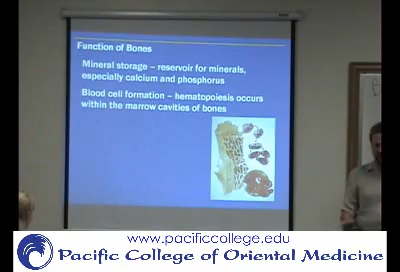 Function of Bones
Mineral storage – reservoir for minerals,
especially calcium and phosphorus
Blood cell formation – hematopoiesis occurs
within the marrow cavities of bones
www.pacificcollege.edu
Pacific College of Oriental Medicine